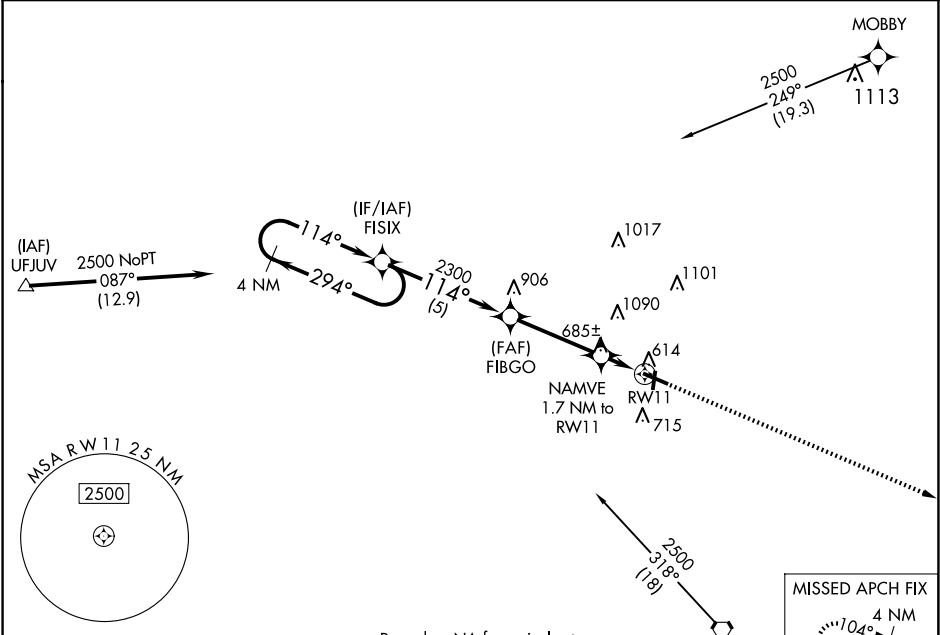 MOBBY
2500
249°
(19.3)
1113
(IF/IAF)
FISIX
114°
294°
4 NM
(IAF)
UFJUV
2500 NoPT
087°
(12.9)
2300
114°
(5)
906
1017
1101
1090
685±
614
(FAF)
FIBGO
NAMVE
1.7 NM to
RW11
RW11
715
MSA RW 11 25 NM
2500
2500
318°
(18)
MISSED APCH FIX
4 NM
104°